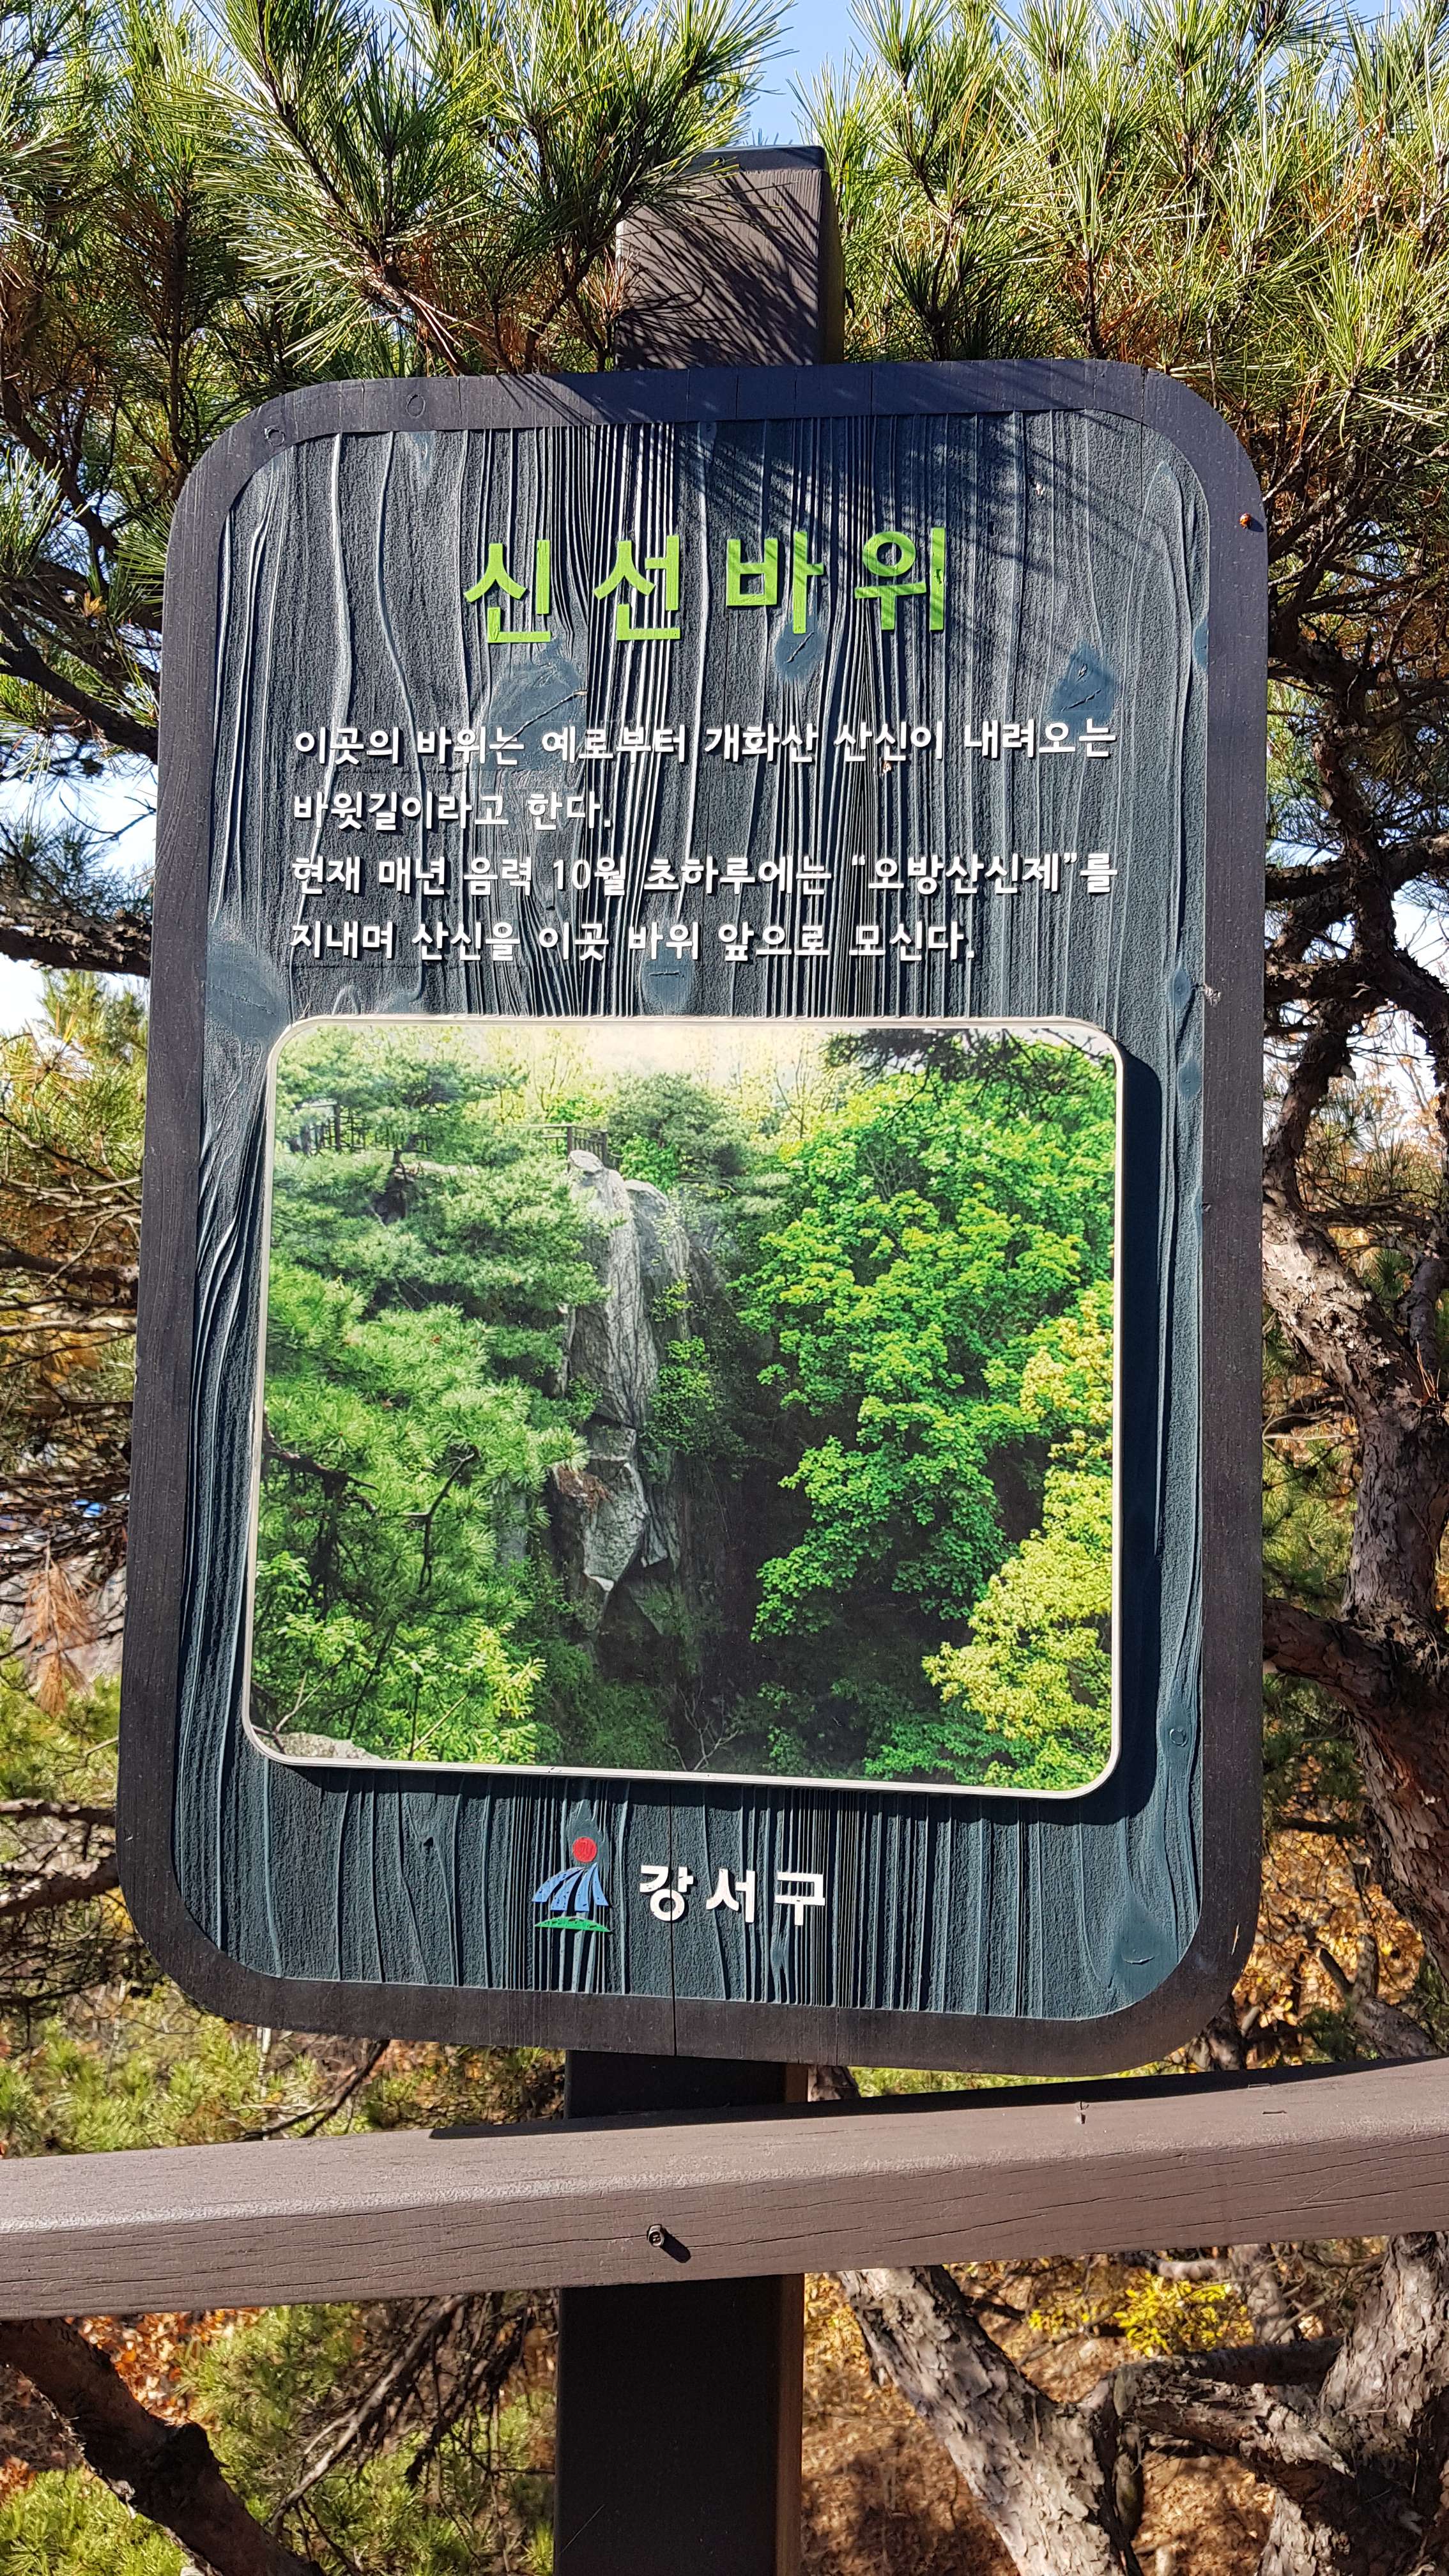 신선바위
이곳의 바위는 예로부터 개화산 산신이 내려오는
바윗길이라고 한다.
현재 매년 음력 10월 초하루에는 “오방산신제”를
지내며 산신을 이곳 바위 앞으로 모신다.
강서구